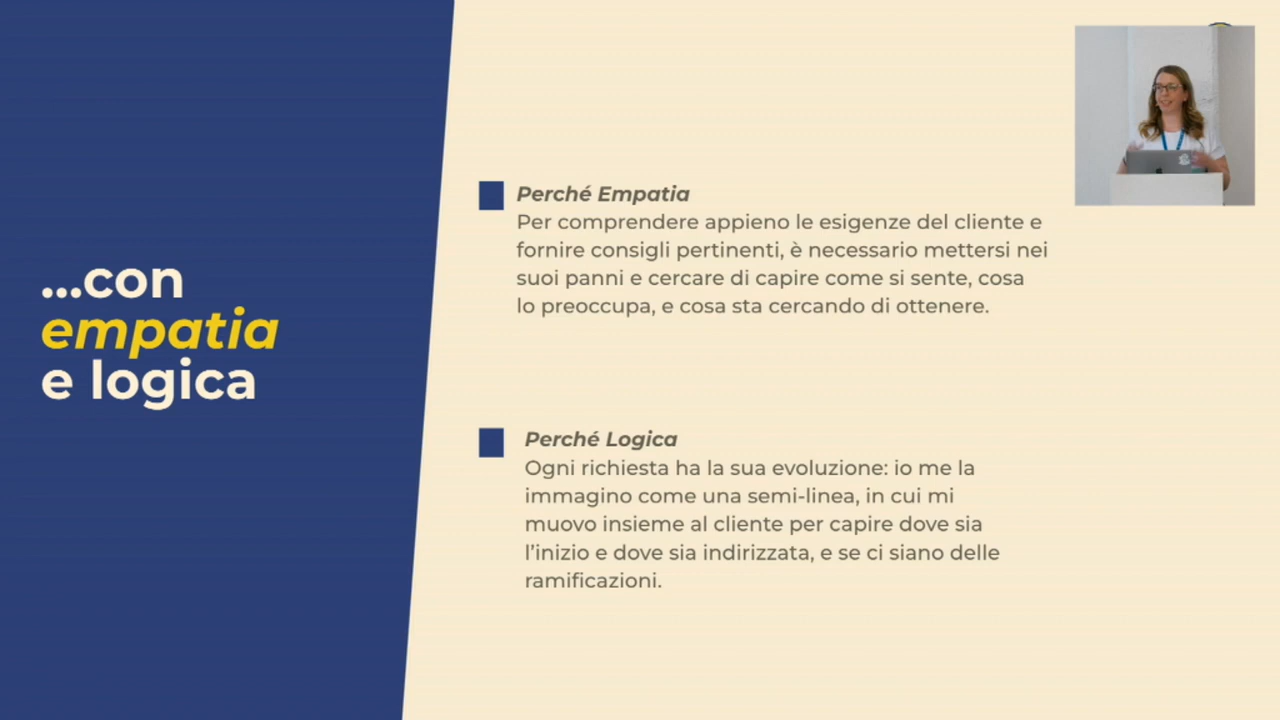 ...con
empatia
e logica
Perché Empatia
Per comprendere appieno le esigenze del cliente e
fornire consigli pertinenti, è necessario mettersi nei
suoi panni e cercare di capire come si sente, cosa
lo preoccupa, e cosa sta cercando di ottenere.
Perché Logica
Ogni richiesta ha la sua evoluzione: io me la
immagino come una semi-linea, in cui mi
muovo insieme al cliente per capire dove sia
l'inizio e dove sia indirizzata, e se ci siano delle
ramificazioni.